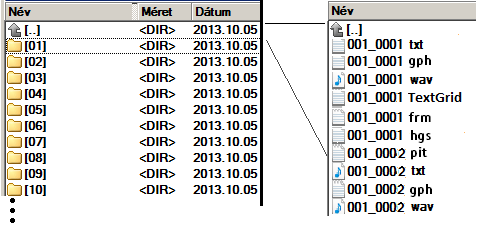 Név Méret Dátum
[..] <DIR> 2013.10.05
[01] <DIR> 2013.10.05
[02] <DIR> 2013.10.05
[03] <DIR> 2013.10.05
[04] <DIR> 2013.10.05
[05] <DIR> 2013.10.05
[06] <DIR> 2013.10.05
[07] <DIR> 2013.10.05
[08] <DIR> 2013.10.05
[09] <DIR> 2013.10.05
[10] <DIR> 2013.10.05
Név
[..]
001_0001 txt
001_0001 gph
001_0001 wav
001_0001 TextGrid
001_0001 frm
001_0001 hgs
001_0002 pit
001_0002 txt
001_0002 gph
001_0002 wav